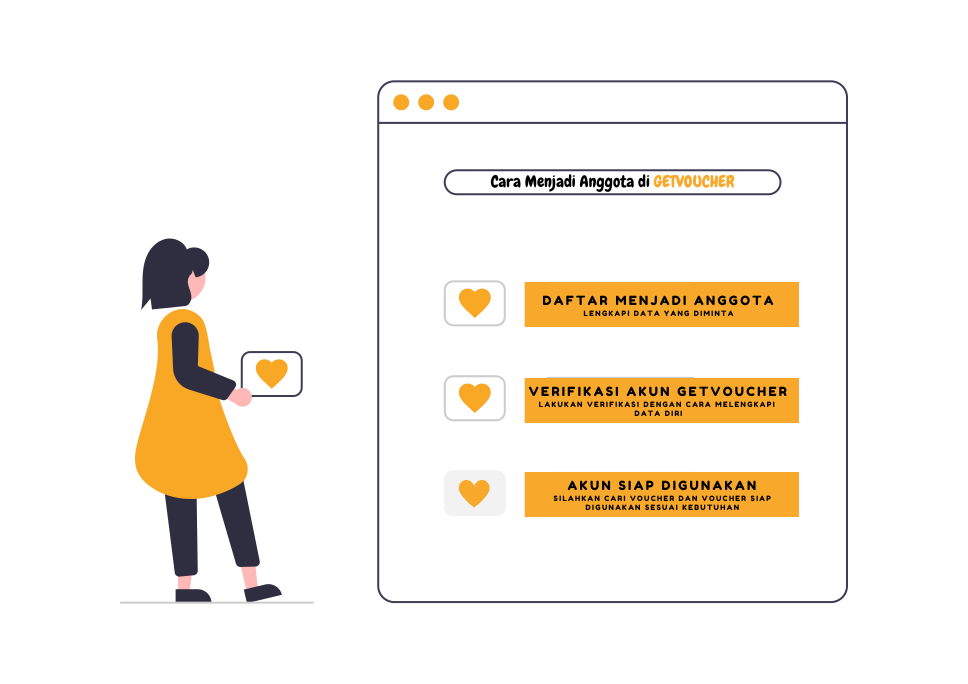 Cara Menjadi Anggota di GETVOUCHER
DAFTAR MENJADI ANGGOTA
LENGKAPI DATA YANG DIMINTA
VERIFIKASI AKUN GETVOUCHER
LAKUKAN VERIFIKASI DENGAN CARA MELENGKAPI
DATA DIRI
AKUN SIAP DIGUNAKAN
SILAHKAN CARI VOUCHER DAN VOUCHER SIAP
DIGUNAKAN SESUAI KEBUTUHAN